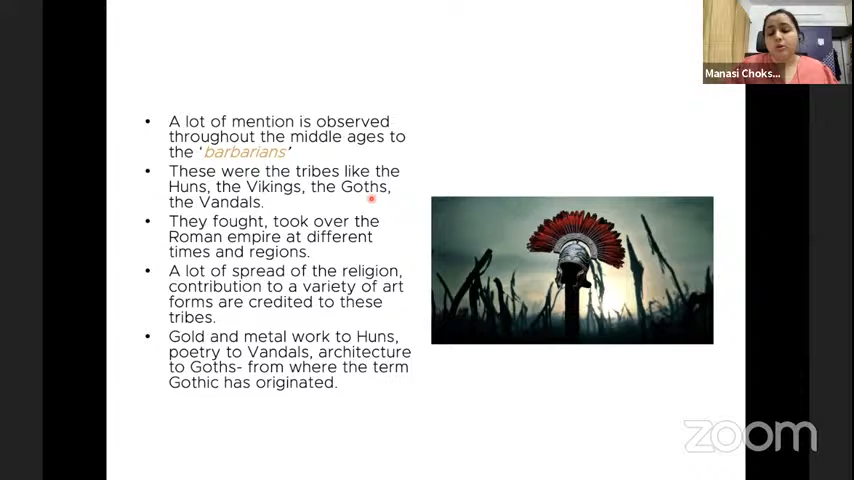 Manasi Choks...
• A lot of mention is observed
throughout the middle ages to
the ‘barbarians’
• These were the tribes like the
Huns, the Vikings, the Goths,
the Vandals.
• They fought, took over the
Roman empire at different
times and regions.
• A lot of spread of the religion,
contribution to a variety of art
forms are credited to these
tribes.
• Gold and metal work to Huns,
poetry to Vandals, architecture
to Goths- from where the term
Gothic has originated.
zoom